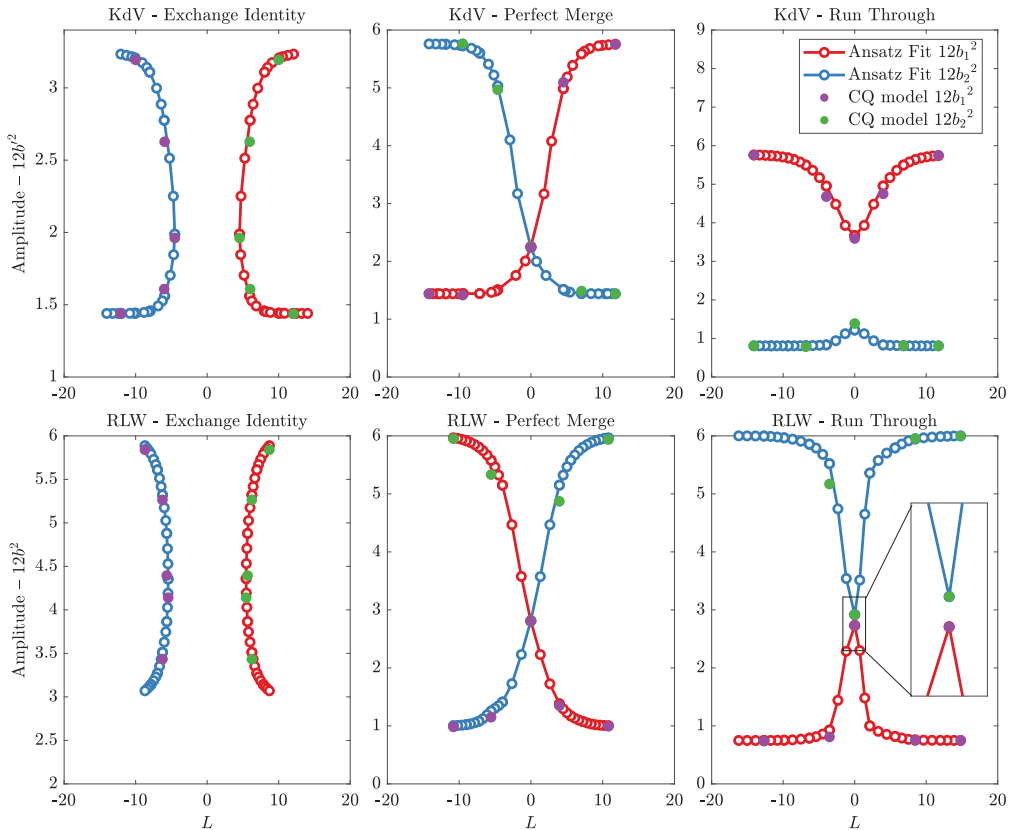 KdV - Exchange Identity
KdV - Perfect Merge
KdV - Run Through
Amplitude − 12b′²
3
2.5
2
1.5
1
-20 -10 0 10 20
6
5
4
3
2
1
0
-20 -10 0 10 20
9
8
7
6
5
4
3
2
1
0
-20 -10 0 10 20
Ansatz Fit 12b₁²
Ansatz Fit 12b₂²
CQ model 12b₁²
CQ model 12b₂²
RLW - Exchange Identity
RLW - Perfect Merge
RLW - Run Through
Amplitude − 12b²
6
5.5
5
4.5
4
3.5
3
2.5
2
-20 -10 0 10 20
L
6
5
4
3
2
1
0
-20 -10 0 10 20
L
6
5
4
3
2
1
0
-20 -10 0 10 20
L